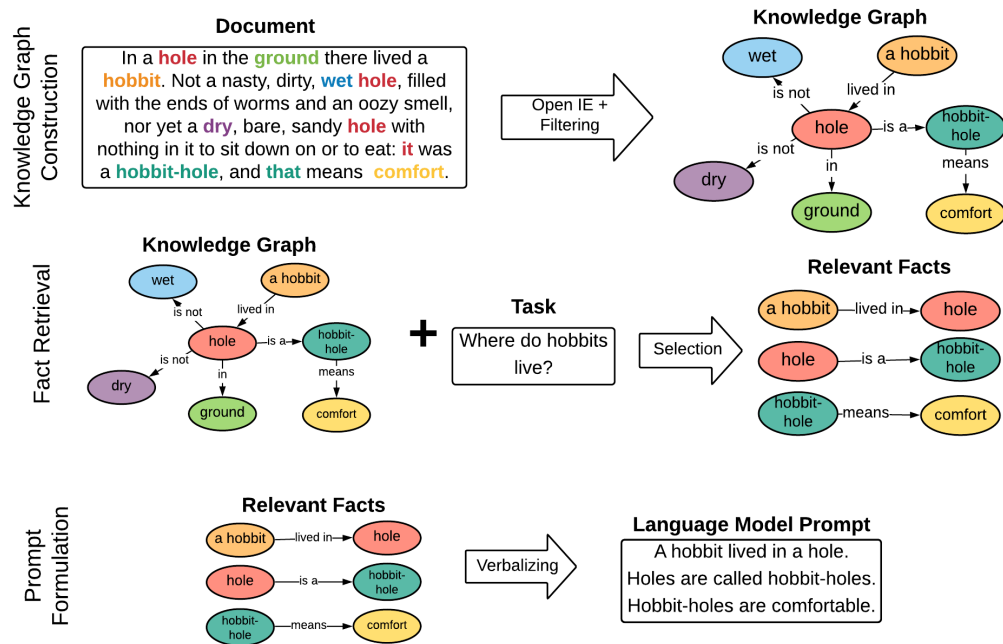 Knowledge Graph
Construction
Document
In a hole in the ground there lived a
hobbit. Not a nasty, dirty, wet hole, filled
with the ends of worms and an oozy smell,
nor yet a dry, bare, sandy hole with
nothing in it to sit down on or to eat: it was
a hobbit-hole, and that means comfort.
Open IE +
Filtering
Knowledge Graph
wet
a hobbit
is not
lived in
hole
is a
hobbit-
hole
is not
in
means
dry
ground
comfort
Fact Retrieval
Knowledge Graph
wet
a hobbit
is not
lived in
hole
is a
hobbit-
hole
is not
in
means
dry
ground
comfort
+
Task
Where do hobbits
live?
Selection
Relevant Facts
a hobbit
lived in
hole
hole
is a
hobbit-
hole
hobbit-
hole
means
comfort
Prompt
Formulation
Relevant Facts
a hobbit
lived in
hole
hole
is a
hobbit-
hole
hobbit-
hole
means
comfort
Verbalizing
Language Model Prompt
A hobbit lived in a hole.
Holes are called hobbit-holes.
Hobbit-holes are comfortable.